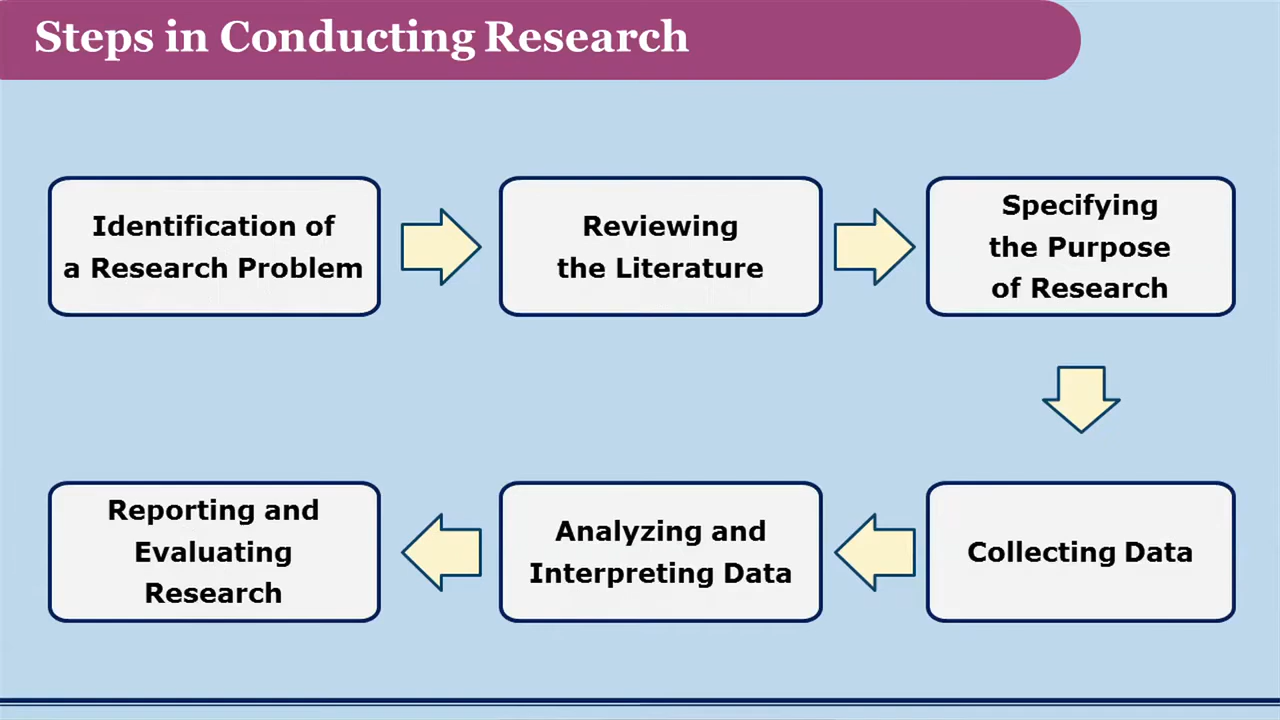 Steps in Conducting Research
Identification of
a Research Problem
Reviewing
the Literature
Specifying
the Purpose
of Research
Collecting Data
Analyzing and
Interpreting Data
Reporting and
Evaluating
Research